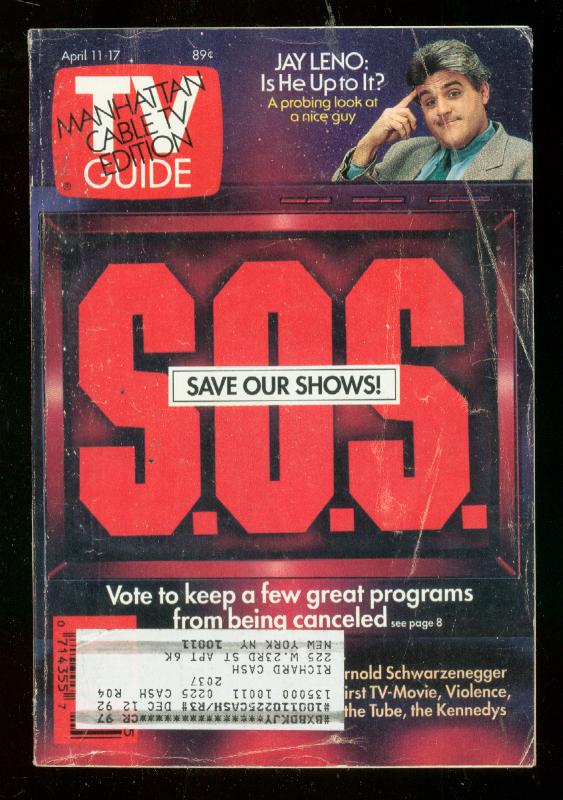 April 11-17
89¢
TV
GUIDE
MANHATTAN
CABLE TV
EDITION
®
JAY LENO:
Is He Up to It?
A probing look at
a nice guy
S.O.S.
SAVE OUR SHOWS!
Vote to keep a few great programs
from being canceled see page 8
rnold Schwarzenegger
irst TV-Movie, Violence,
the Tube, the Kennedys
0 714355 7
5
#BXBDKJY ************CR 97
#100110225CASH/RS# DEC 12 92
135000 10011 0225 CASH R04
2037
RICHARD CASH
225 W.23RD ST APT 6K
NEW YORK NY 10011